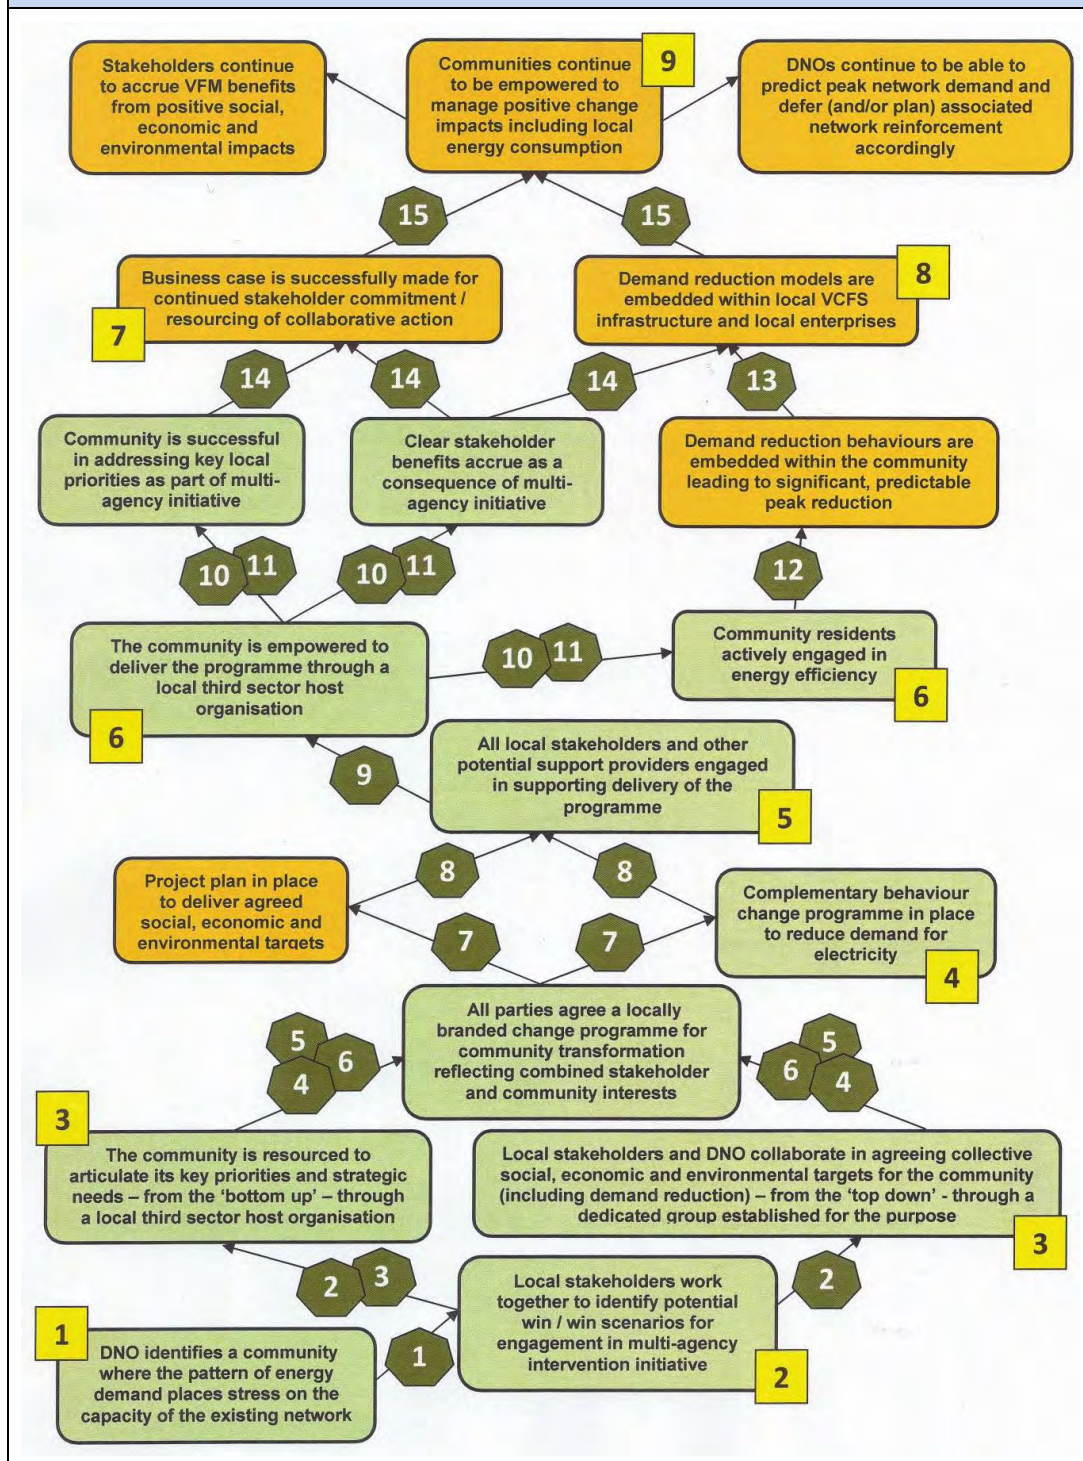 Stakeholders continue
to accrue VFM benefits
from positive social,
economic and
environmental impacts
Communities continue
to be empowered to
manage positive change
impacts including local
energy consumption
9
DNOs continue to be able to
predict peak network demand and
defer (and/or plan) associated
network reinforcement
accordingly
15
15
Business case is successfully made for
continued stakeholder commitment /
resourcing of collaborative action
7
Demand reduction models are
embedded within local VCFS
infrastructure and local enterprises
8
14
14
14
13
Community is successful
in addressing key local
priorities as part of multi-
agency initiative
Clear stakeholder
benefits accrue as a
consequence of multi-
agency initiative
Demand reduction behaviours are
embedded within the community
leading to significant, predictable
peak reduction
10
11
10
11
12
The community is empowered to
deliver the programme through a
local third sector host
organisation
6
10
11
Community residents
actively engaged in
energy efficiency
6
9
All local stakeholders and other
potential support providers engaged
in supporting delivery of the
programme
5
8
8
Project plan in place
to deliver agreed
social, economic and
environmental targets
7
7
Complementary behaviour
change programme in place
to reduce demand for
electricity
4
All parties agree a locally
branded change programme for
community transformation
reflecting combined stakeholder
and community interests
5
6
4
5
6
4
3
The community is resourced to
articulate its key priorities and strategic
needs – from the ‘bottom up’ – through
a local third sector host organisation
Local stakeholders and DNO collaborate in agreeing collective
social, economic and environmental targets for the community
(including demand reduction) – from the ‘top down’ - through a
dedicated group established for the purpose
3
2
3
2
Local stakeholders work
together to identify potential
win / win scenarios for
engagement in multi-agency
intervention initiative
2
1
1
DNO identifies a community
where the pattern of energy
demand places stress on the
capacity of the existing network